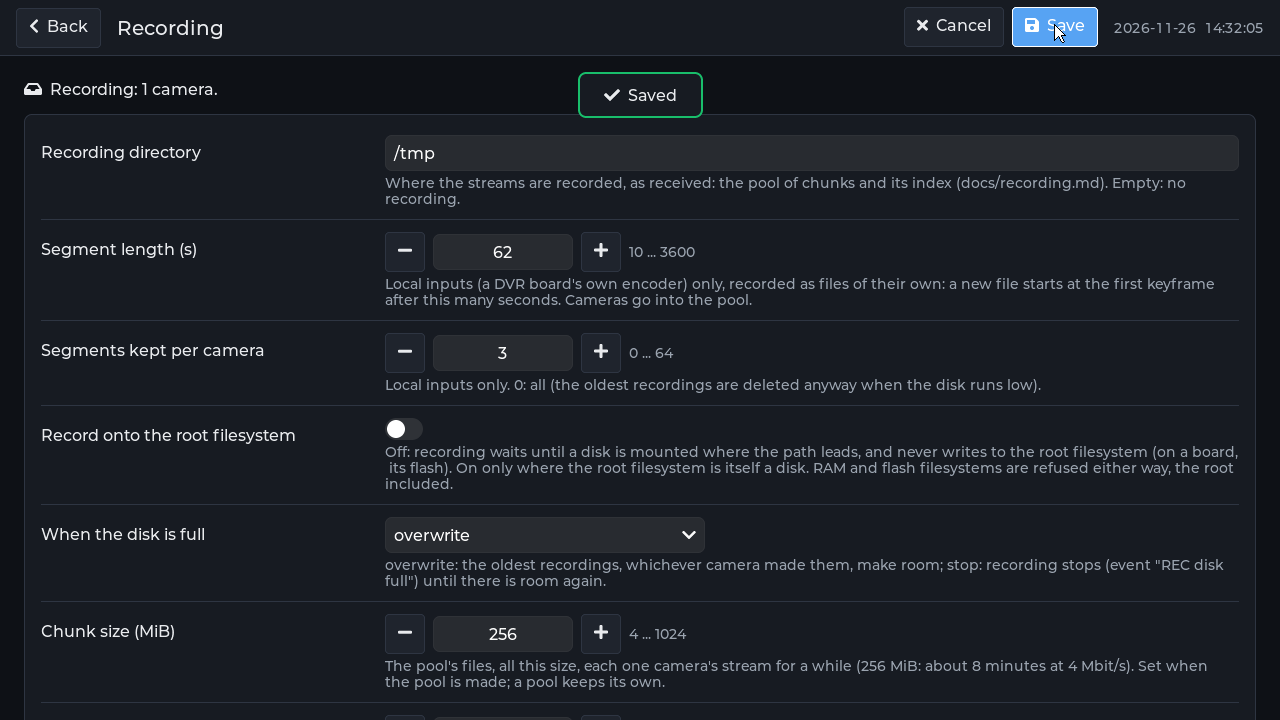 Back
Recording
Cancel
Save
2026-11-26 14:32:05
Recording: 1 camera.
Saved
Recording directory
/tmp
Where the streams are recorded, as received: the pool of chunks and its index (docs/recording.md). Empty: no
recording.
Segment length (s)
62
10 ... 3600
Local inputs (a DVR board's own encoder) only, recorded as files of their own: a new file starts at the first keyframe
after this many seconds. Cameras go into the pool.
Segments kept per camera
3
0 ... 64
Local inputs only. 0: all (the oldest recordings are deleted anyway when the disk runs low).
Record onto the root filesystem
Off: recording waits until a disk is mounted where the path leads, and never writes to the root filesystem (on a board,
its flash). On only where the root filesystem is itself a disk. RAM and flash filesystems are refused either way, the root
included.
When the disk is full
overwrite
overwrite: the oldest recordings, whichever camera made them, make room; stop: recording stops (event "REC disk
full") until there is room again.
Chunk size (MiB)
256
4 ... 1024
The pool's files, all this size, each one camera's stream for a while (256 MiB: about 8 minutes at 4 Mbit/s). Set when
the pool is made; a pool keeps its own.